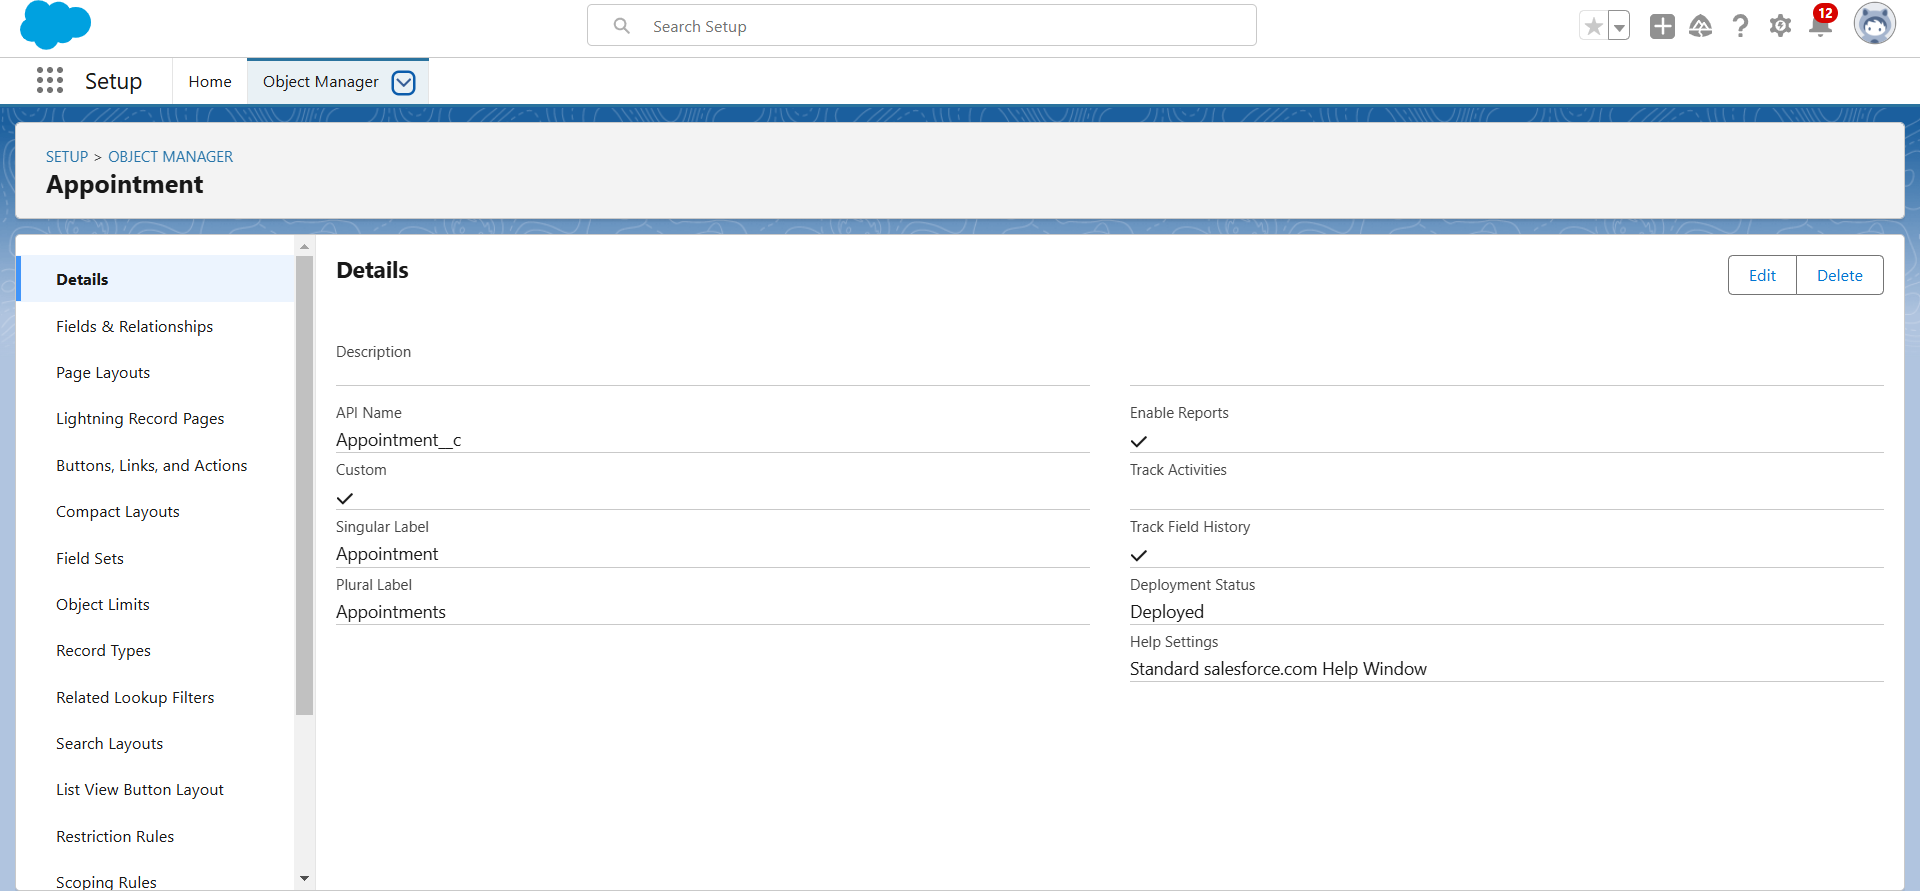 Search Setup
12
Setup
Home
Object Manager
SETUP > OBJECT MANAGER
Appointment
Details
Fields & Relationships
Page Layouts
Lightning Record Pages
Buttons, Links, and Actions
Compact Layouts
Field Sets
Object Limits
Record Types
Related Lookup Filters
Search Layouts
List View Button Layout
Restriction Rules
Scoping Rules
Details
Edit
Delete
Description
API Name
Appointment__c
Custom
Singular Label
Appointment
Plural Label
Appointments
Enable Reports
Track Activities
Track Field History
Deployment Status
Deployed
Help Settings
Standard salesforce.com Help Window